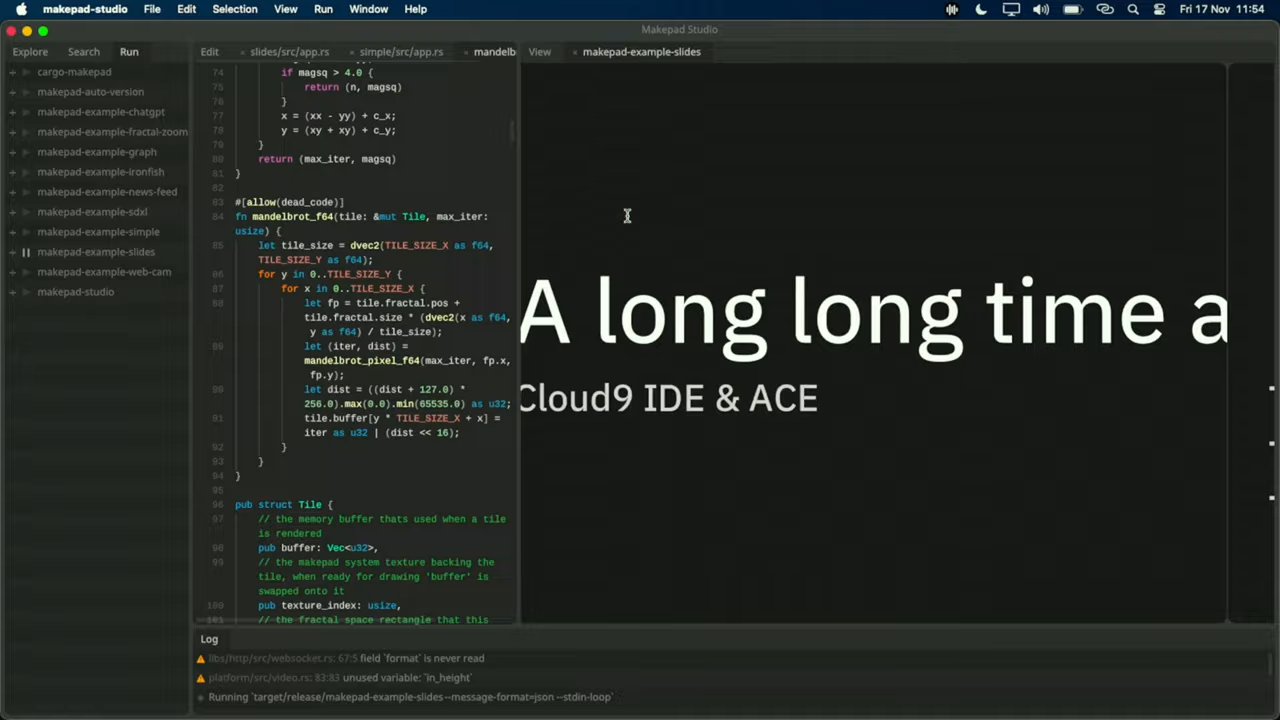 makepad-studio File Edit Selection View Run Window Help Fri 17 Nov 11:54
Makepad Studio
Explore Search Run
cargo-makepad
makepad-auto-version
makepad-example-chatgpt
makepad-example-fractal-zoom
makepad-example-graph
makepad-example-ironfish
makepad-example-news-feed
makepad-example-sdxl
makepad-example-simple
makepad-example-slides
makepad-example-web-cam
makepad-studio
Edit × slides/src/app.rs × simple/src/app.rs × mandelb
74 if magsq > 4.0 {
75 return (n, magsq)
76 }
77 x = (xx - yy) + c_x;
78 y = (xy + xy) + c_y;
79 }
80 return (max_iter, magsq)
81 }
82
83 #[allow(dead_code)]
84 fn mandelbrot_f64(tile: &mut Tile, max_iter:
usize) {
85 let tile_size = dvec2(TILE_SIZE_X as f64,
TILE_SIZE_Y as f64);
86 for y in 0..TILE_SIZE_Y {
87 for x in 0..TILE_SIZE_X {
88 let fp = tile.fractal.pos +
tile.fractal.size * (dvec2(x as f64,
y as f64) / tile_size);
89 let (iter, dist) =
mandelbrot_pixel_f64(max_iter, fp.x,
fp.y);
90 let dist = ((dist + 127.0) *
256.0).max(0.0).min(65535.0) as u32;
91 tile.buffer[y * TILE_SIZE_X + x] =
iter as u32 | (dist << 16);
92 }
93 }
94 }
95
96 pub struct Tile {
97 // the memory buffer thats used when a tile
is rendered
98 pub buffer: Vec<u32>,
99 // the makepad system texture backing the
tile, when ready for drawing 'buffer' is
swapped onto it
100 pub texture_index: usize,
101 // the fractal space rectangle that this
View × makepad-example-slides
A long long time a
Cloud9 IDE & ACE
Log
libs/http/src/websocket.rs: 67:5 field `format` is never read
platform/src/video.rs: 83:83 unused variable: `in_height`
Running `target/release/makepad-example-slides --message-format=json --stdin-loop`